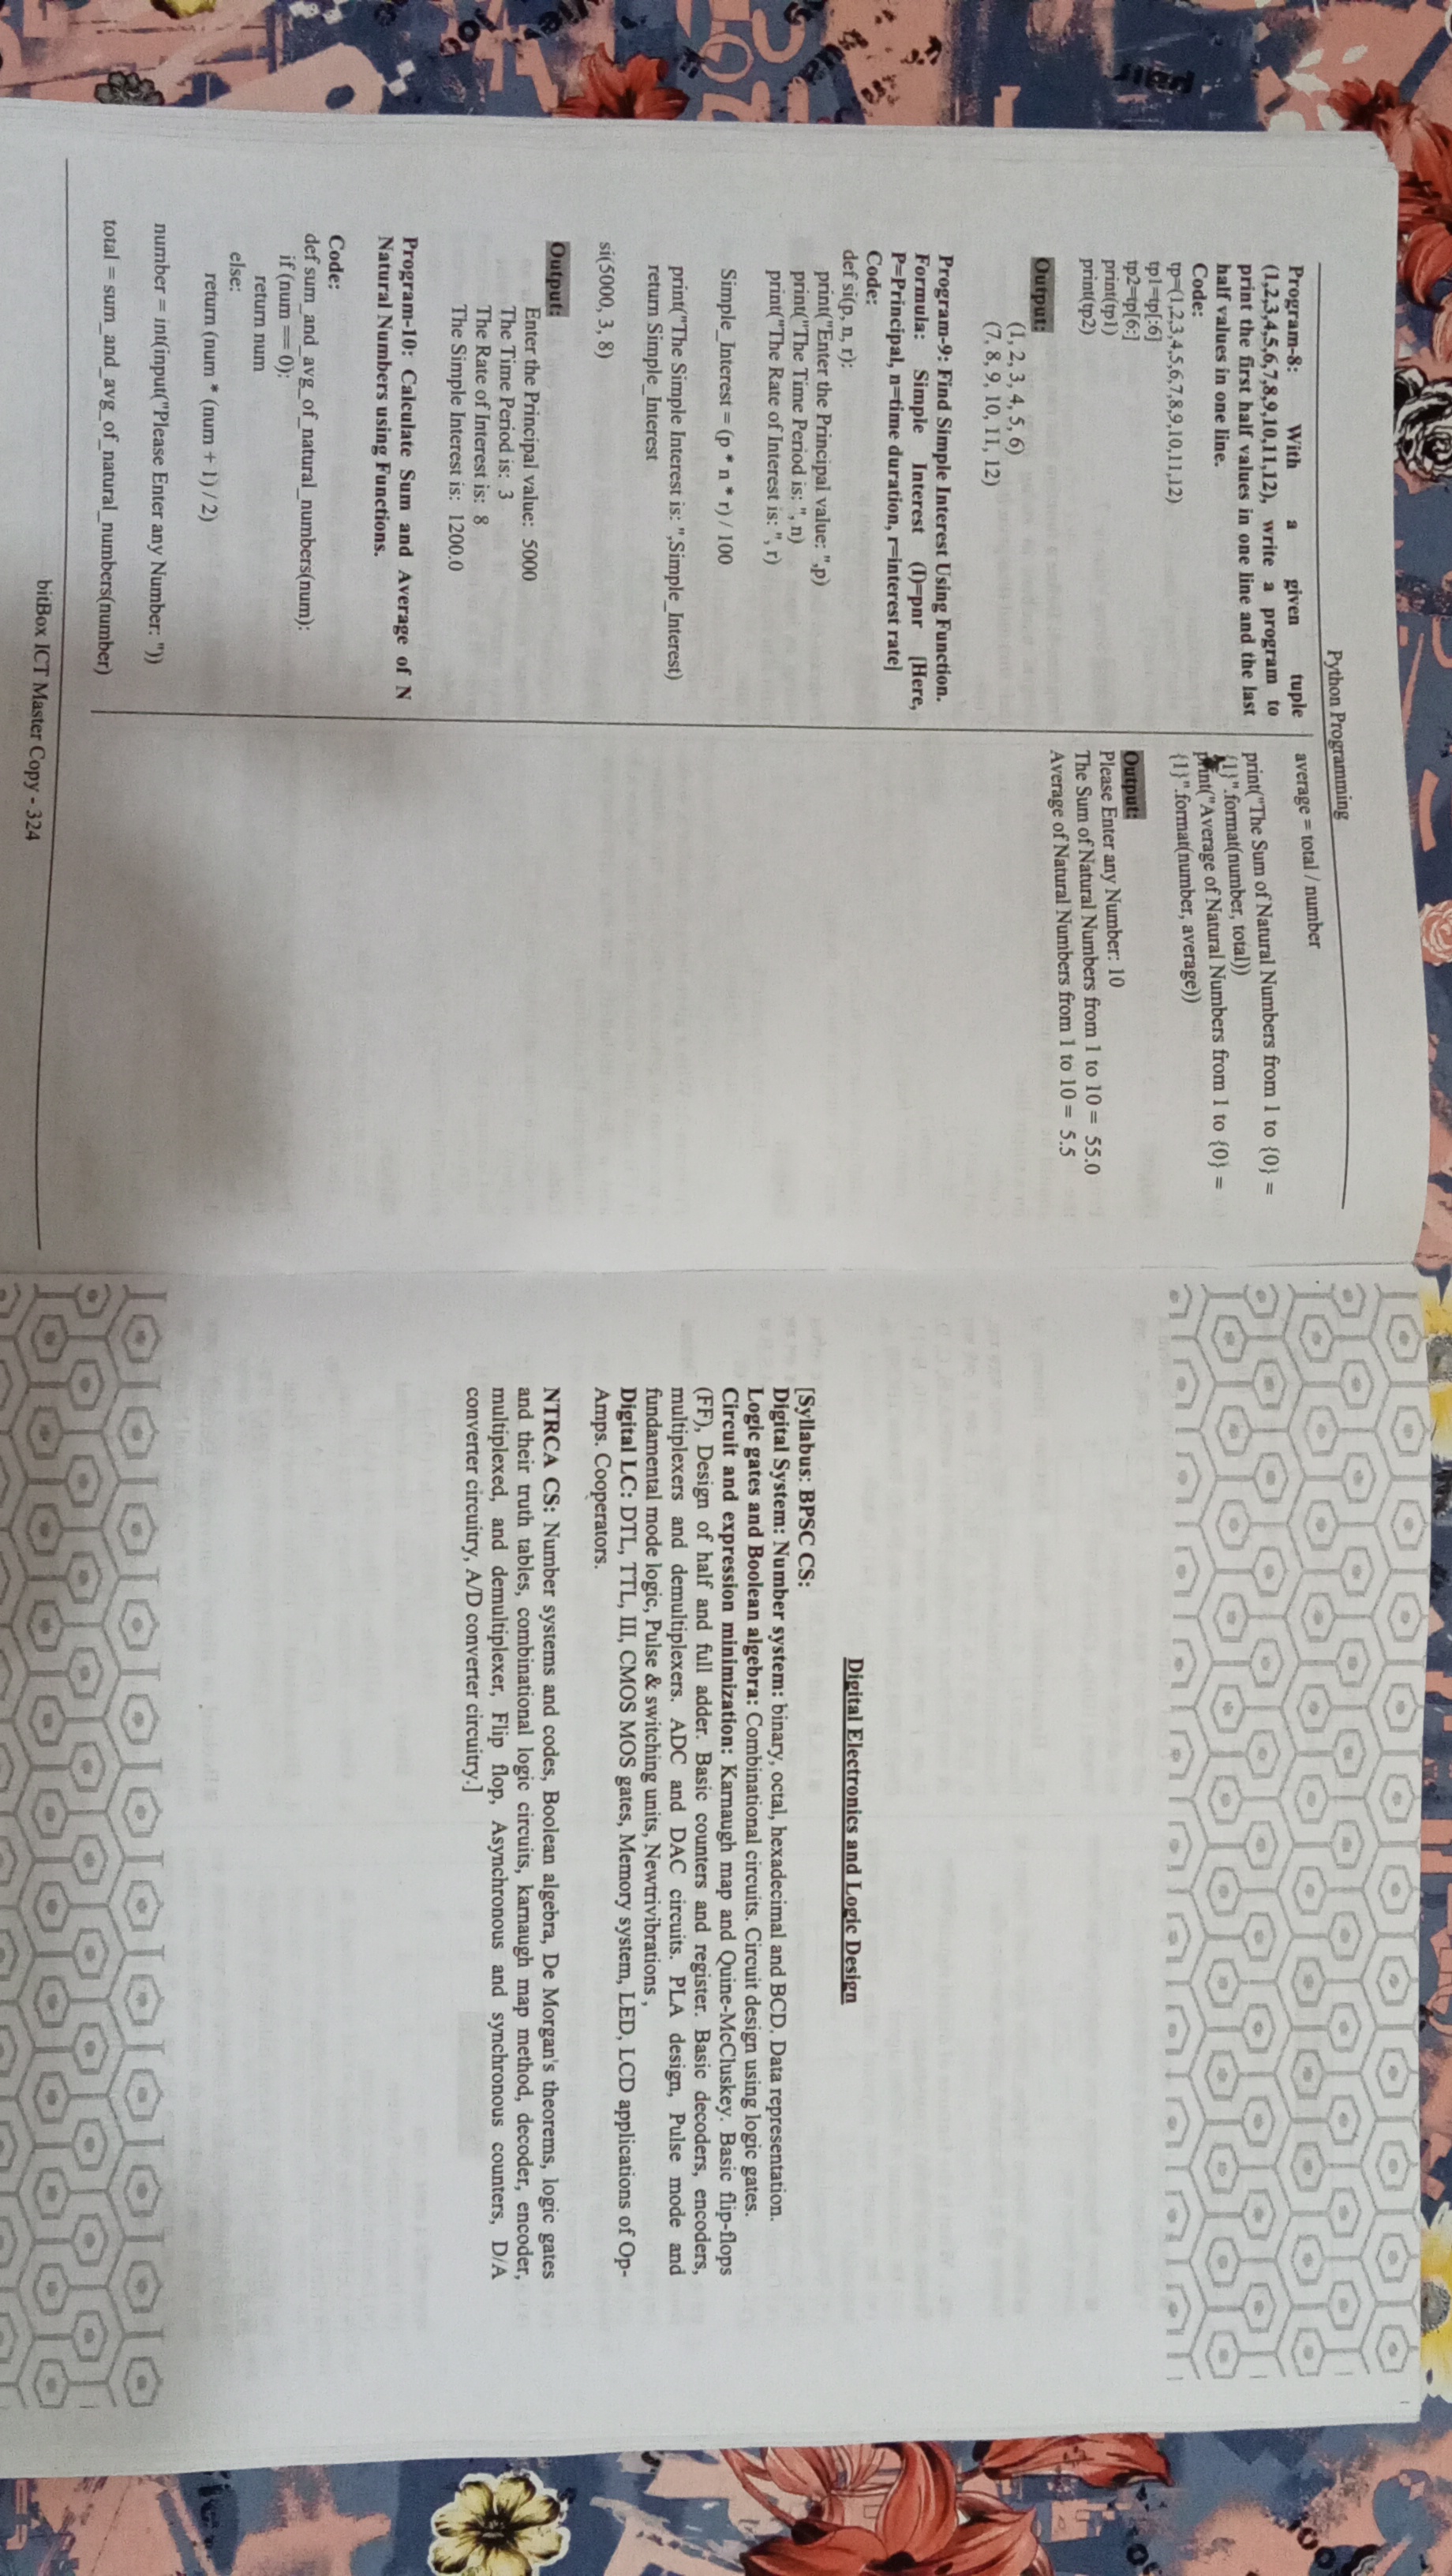 Python Programming
Program-8: With a given tuple
(1,2,3,4,5,6,7,8,9,10,11,12), write a program to
print the first half values in one line and the last
half values in one line.
Code:
tp=(1,2,3,4,5,6,7,8,9,10,11,12)
tp1=tp[:6]
tp2=tp[6:]
print(tp1)
print(tp2)
Output:
(1, 2, 3, 4, 5, 6)
(7, 8, 9, 10, 11, 12)
Program-9: Find Simple Interest Using Function.
Formula: Simple Interest (I)=pnr [Here,
P=Principal, n=time duration, r=interest rate]
Code:
def si(p, n, r):
print("Enter the Principal value: ",p)
print("The Time Period is: ", n)
print("The Rate of Interest is: ", r)
Simple_Interest = (p * n * r) / 100
print("The Simple Interest is: ",Simple_Interest)
return Simple_Interest
si(5000, 3, 8)
Output:
Enter the Principal value: 5000
The Time Period is: 3
The Rate of Interest is: 8
The Simple Interest is: 1200.0
Program-10: Calculate Sum and Average of N
Natural Numbers using Functions.
Code:
def sum_and_avg_of_natural_numbers(num):
if (num == 0):
return num
else:
return (num * (num + 1) / 2)
number = int(input("Please Enter any Number: "))
total = sum_and_avg_of_natural_numbers(number)
average = total / number
print("The Sum of Natural Numbers from 1 to {0} =
{1}".format(number, total))
print("Average of Natural Numbers from 1 to {0} =
{1}".format(number, average))
Output:
Please Enter any Number: 10
The Sum of Natural Numbers from 1 to 10 = 55.0
Average of Natural Numbers from 1 to 10 = 5.5
bitBox ICT Master Copy - 324
Digital Electronics and Logic Design
[Syllabus: BPSC CS:
Digital System: Number system: binary, octal, hexadecimal and BCD. Data representation.
Logic gates and Boolean algebra: Combinational circuits. Circuit design using logic gates.
Circuit and expression minimization: Karnaugh map and Quine-McCluskey. Basic flip-flops
(FF), Design of half and full adder. Basic counters and register. Basic decoders, encoders,
multiplexers and demultiplexers. ADC and DAC circuits. PLA design, Pulse mode and
fundamental mode logic, Pulse & switching units, Newtrivibrations ,
Digital LC: DTL, TTL, III, CMOS MOS gates, Memory system, LED, LCD applications of Op-
Amps. Cooperators.
NTRCA CS: Number systems and codes, Boolean algebra, De Morgan's theorems, logic gates
and their truth tables, combinational logic circuits, karnaugh map method, decoder, encoder,
multiplexed, and demultiplexer, Flip flop, Asynchronous and synchronous counters, D/A
converter circuitry, A/D converter circuitry.]